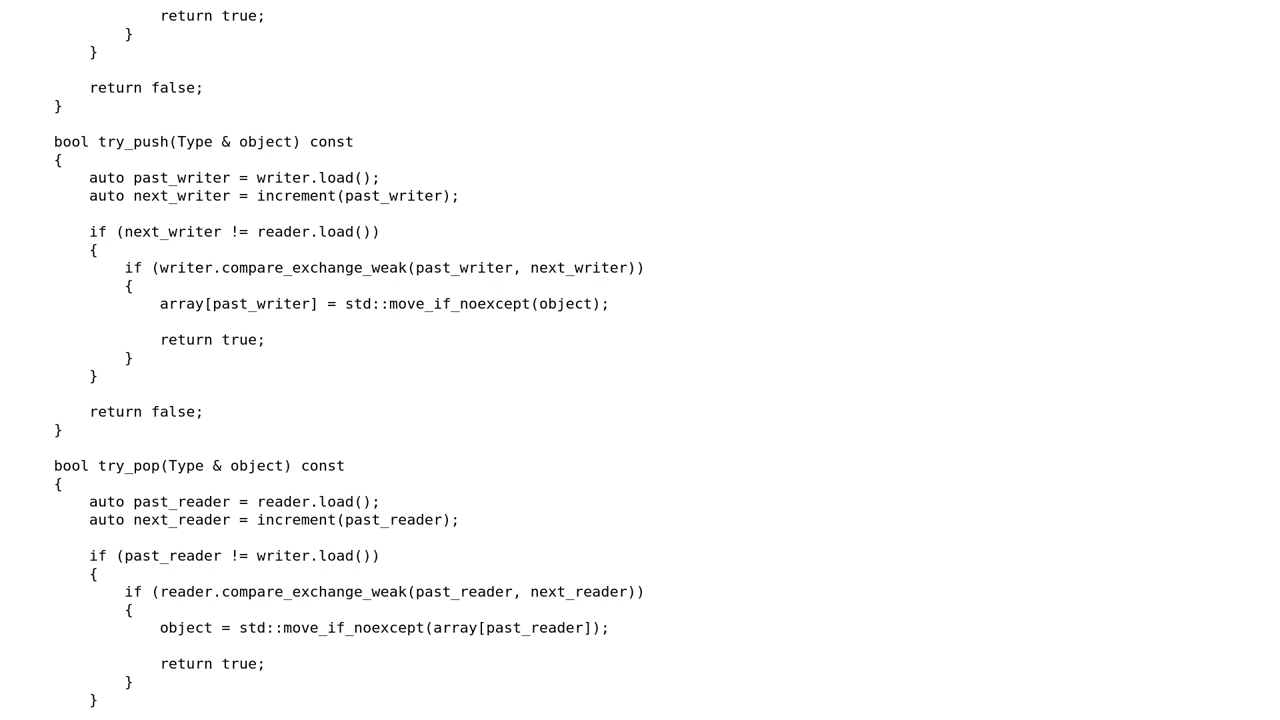 return true;
        }
    }

    return false;
}

bool try_push(Type & object) const
{
    auto past_writer = writer.load();
    auto next_writer = increment(past_writer);

    if (next_writer != reader.load())
    {
        if (writer.compare_exchange_weak(past_writer, next_writer))
        {
            array[past_writer] = std::move_if_noexcept(object);

            return true;
        }
    }

    return false;
}

bool try_pop(Type & object) const
{
    auto past_reader = reader.load();
    auto next_reader = increment(past_reader);

    if (past_reader != writer.load())
    {
        if (reader.compare_exchange_weak(past_reader, next_reader))
        {
            object = std::move_if_noexcept(array[past_reader]);

            return true;
        }
    }